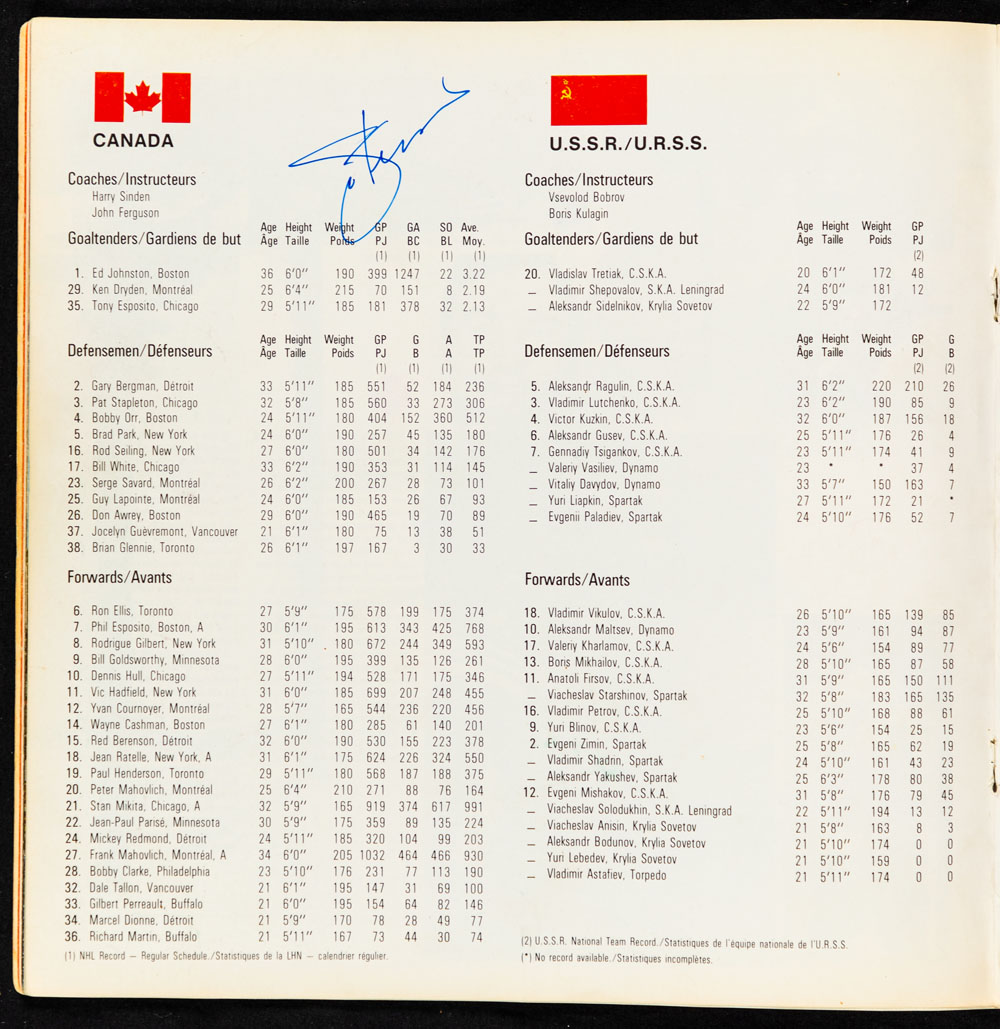 CANADA
Coaches/Instructeurs
Harry Sinden
John Ferguson
Goaltenders/Gardiens de but
Age Height Weight GP GA SO Ave.
Âge Taille Poids PJ BC BL Moy.
(1) (1) (1) (1)
1. Ed Johnston, Boston 36 6'0" 190 399 1247 22 3.22
29. Ken Dryden, Montréal 25 6'4" 215 70 151 8 2.19
35. Tony Esposito, Chicago 29 5'11" 185 181 378 32 2.13
Defensemen/Défenseurs
Age Height Weight GP G A TP
Âge Taille Poids PJ B A TP
(1) (1) (1) (1)
2. Gary Bergman, Détroit 33 5'11" 185 551 52 184 236
3. Pat Stapleton, Chicago 32 5'8" 185 560 33 273 306
4. Bobby Orr, Boston 24 5'11" 180 404 152 360 512
5. Brad Park, New York 24 6'0" 190 257 45 135 180
16. Rod Seiling, New York 27 6'0" 180 501 34 142 176
17. Bill White, Chicago 33 6'2" 190 353 31 114 145
23. Serge Savard, Montréal 26 6'2" 200 267 28 73 101
25. Guy Lapointe, Montréal 24 6'0" 185 153 26 67 93
26. Don Awrey, Boston 29 6'0" 190 465 19 70 89
37. Jocelyn Guèvremont, Vancouver 21 6'1" 180 75 13 38 51
38. Brian Glennie, Toronto 26 6'1" 197 167 3 30 33
Forwards/Avants
6. Ron Ellis, Toronto 27 5'9" 175 578 199 175 374
7. Phil Esposito, Boston, A 30 6'1" 195 613 343 425 768
8. Rodrigue Gilbert, New York 31 5'10" 180 672 244 349 593
9. Bill Goldsworthy, Minnesota 28 6'0" 195 399 135 126 261
10. Dennis Hull, Chicago 27 5'11" 194 528 171 175 346
11. Vic Hadfield, New York 31 6'0" 185 699 207 248 455
12. Yvan Cournoyer, Montréal 28 5'7" 165 544 236 220 456
14. Wayne Cashman, Boston 27 6'1" 180 285 61 140 201
15. Red Berenson, Détroit 32 6'0" 190 530 155 223 378
18. Jean Ratelle, New York, A 31 6'1" 175 624 226 324 550
19. Paul Henderson, Toronto 29 5'11" 180 568 187 188 375
20. Peter Mahovlich, Montréal 25 6'4" 210 271 88 76 164
21. Stan Mikita, Chicago, A 32 5'9" 165 919 374 617 991
22. Jean-Paul Parisé, Minnesota 30 5'9" 175 359 89 135 224
24. Mickey Redmond, Détroit 24 5'11" 185 320 104 99 203
27. Frank Mahovlich, Montréal, A 34 6'0" 205 1032 464 466 930
28. Bobby Clarke, Philadelphia 23 5'10" 176 231 77 113 190
32. Dale Tallon, Vancouver 21 6'1" 195 147 31 69 100
33. Gilbert Perreault, Buffalo 21 6'0" 195 154 64 82 146
34. Marcel Dionne, Détroit 21 5'9" 170 78 28 49 77
36. Richard Martin, Buffalo 21 5'11" 167 73 44 30 74
(1) NHL Record – Regular Schedule./Statistiques de la LHN – calendrier régulier.
U.S.S.R./U.R.S.S.
Coaches/Instructeurs
Vsevolod Bobrov
Boris Kulagin
Goaltenders/Gardiens de but
Age Height Weight GP
Âge Taille Poids PJ
(2)
20. Vladislav Tretiak, C.S.K.A. 20 6'1" 172 48
– Vladimir Shepovalov, S.K.A. Leningrad 24 6'0" 181 12
– Aleksandr Sidelnikov, Krylia Sovetov 22 5'9" 172
Defensemen/Défenseurs
Age Height Weight GP G
Âge Taille Poids PJ B
(2) (2)
5. Aleksandr Ragulin, C.S.K.A. 31 6'2" 220 210 26
3. Vladimir Lutchenko, C.S.K.A. 23 6'2" 190 85 9
4. Victor Kuzkin, C.S.K.A. 32 6'0" 187 156 18
6. Aleksandr Gusev, C.S.K.A. 25 5'11" 176 26 4
7. Gennadiy Tsigankov, C.S.K.A. 23 5'11" 174 41 9
– Valeriy Vasiliev, Dynamo 23 * * 37 4
– Vitaliy Davydov, Dynamo 33 5'7" 150 163 7
– Yuri Liapkin, Spartak 27 5'11" 172 21 *
– Evgenii Paladiev, Spartak 24 5'10" 176 52 7
Forwards/Avants
18. Vladimir Vikulov, C.S.K.A. 26 5'10" 165 139 85
10. Aleksandr Maltsev, Dynamo 23 5'9" 161 94 87
17. Valeriy Kharlamov, C.S.K.A. 24 5'6" 154 89 77
13. Boris Mikhailov, C.S.K.A. 28 5'10" 165 87 58
11. Anatoli Firsov, C.S.K.A. 31 5'9" 165 150 111
– Viacheslav Starshinov, Spartak 32 5'8" 183 165 135
16. Vladimir Petrov, C.S.K.A. 25 5'10" 168 88 61
9. Yuri Blinov, C.S.K.A. 23 5'6" 154 25 15
2. Evgeni Zimin, Spartak 25 5'8" 165 62 19
– Vladimir Shadrin, Spartak 24 5'10" 161 43 23
– Aleksandr Yakushev, Spartak 25 6'3" 178 80 38
12. Evgeni Mishakov, C.S.K.A. 31 5'8" 176 79 45
– Viacheslav Solodukhin, S.K.A. Leningrad 22 5'11" 194 13 12
– Viacheslav Anisin, Krylia Sovetov 21 5'8" 163 8 3
– Aleksandr Bodunov, Krylia Sovetov 21 5'10" 174 0 0
– Yuri Lebedev, Krylia Sovetov 21 5'10" 159 0 0
– Vladimir Astafiev, Torpedo 21 5'11" 174 0 0
(2) U.S.S.R. National Team Record./Statistiques de l'équipe nationale de l'U.R.S.S.
(*) No record available./Statistiques incomplètes.